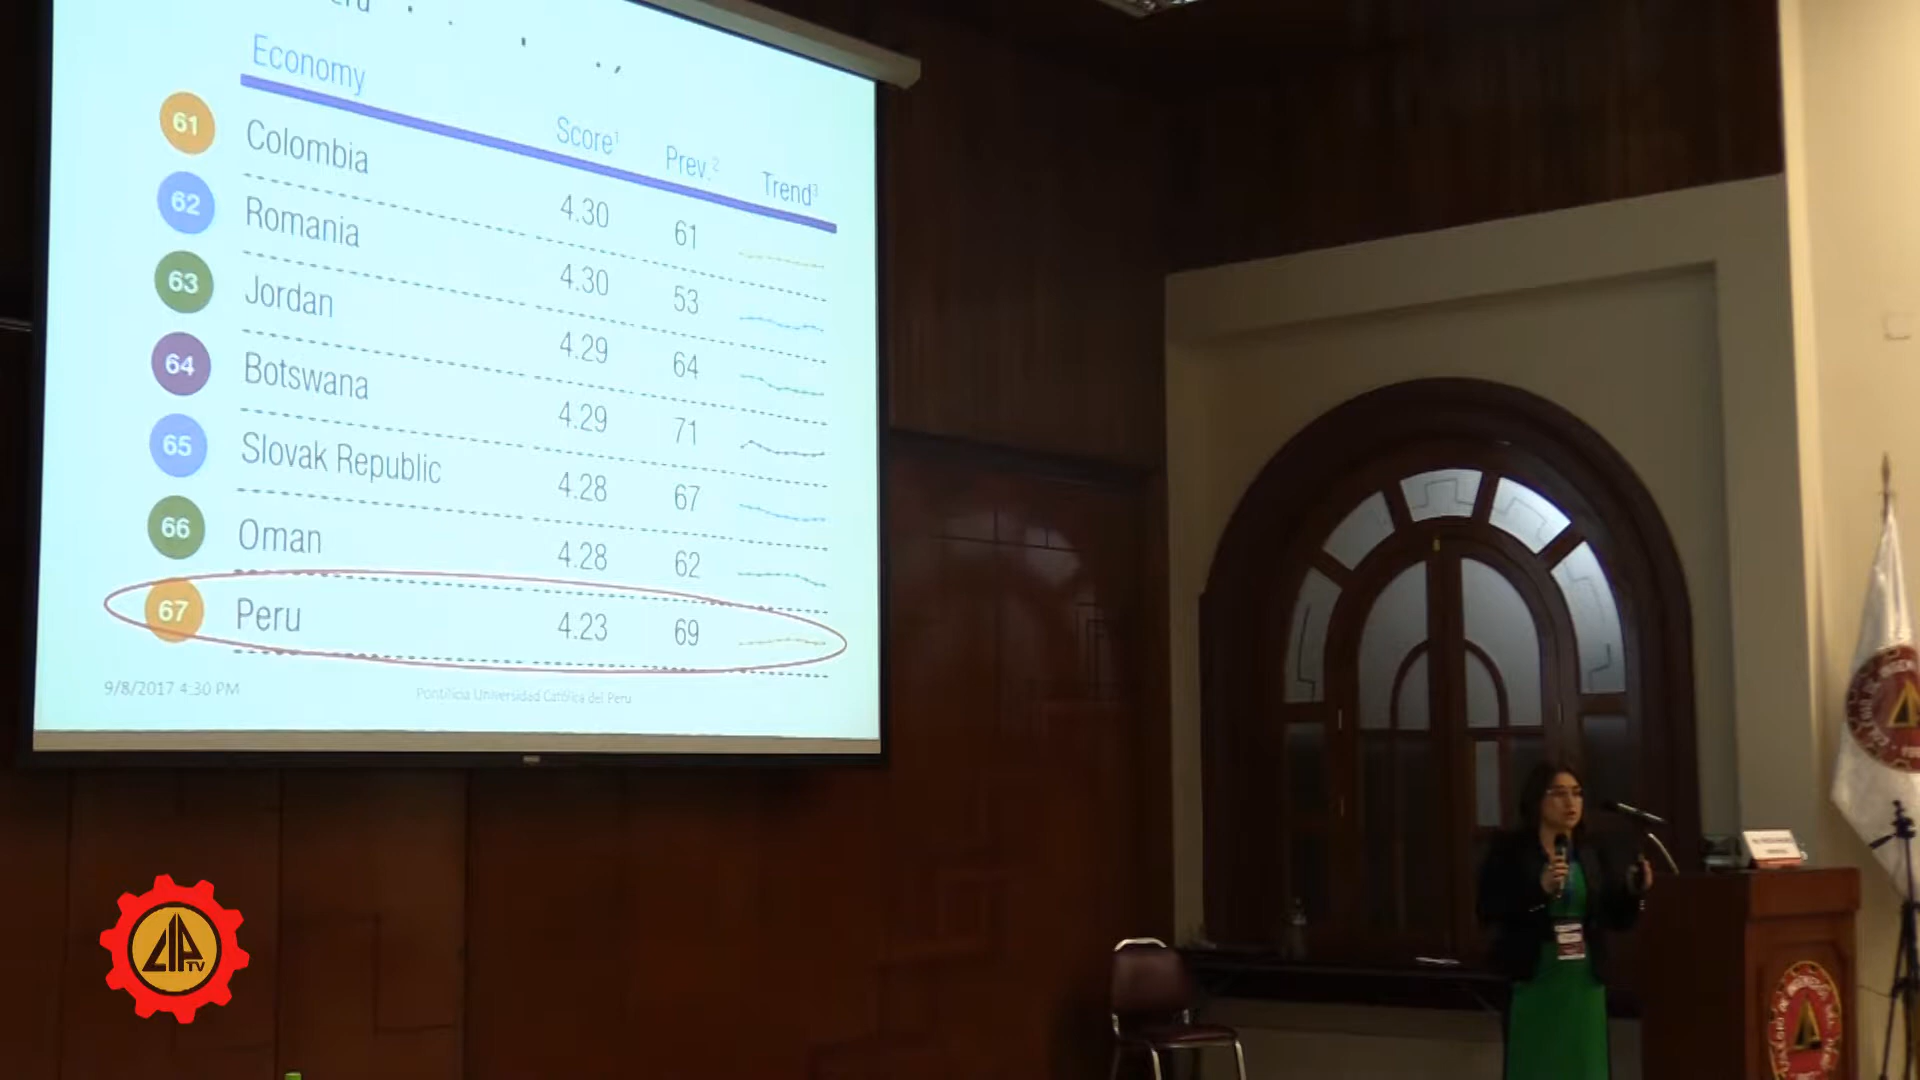 Economy Score¹ Prev.² Trend³
61 Colombia 4.30 61
62 Romania 4.30 53
63 Jordan 4.29 64
64 Botswana 4.29 71
65 Slovak Republic 4.28 67
66 Oman 4.28 62
67 Peru 4.23 69
9/8/2017 4:30 PM Pontificia Universidad Católica del Perú
CIP
TV